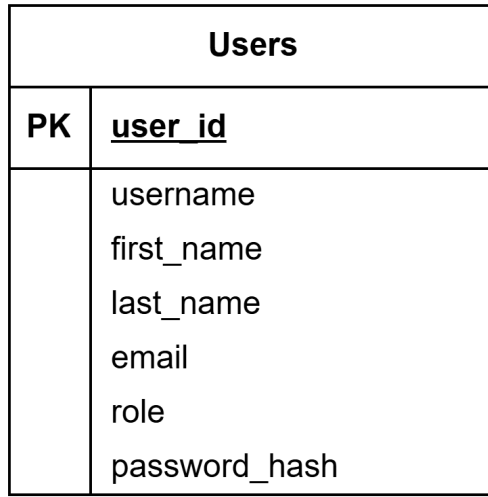 Users
PK user_id
username
first_name
last_name
email
role
password_hash